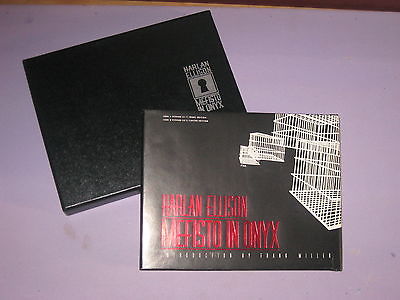 HARLAN
ELLISON
MEFISTO
IN ONYX
HARLAN ELLISON
MEFISTO IN ONYX
INTRODUCTION BY FRANK MILLER